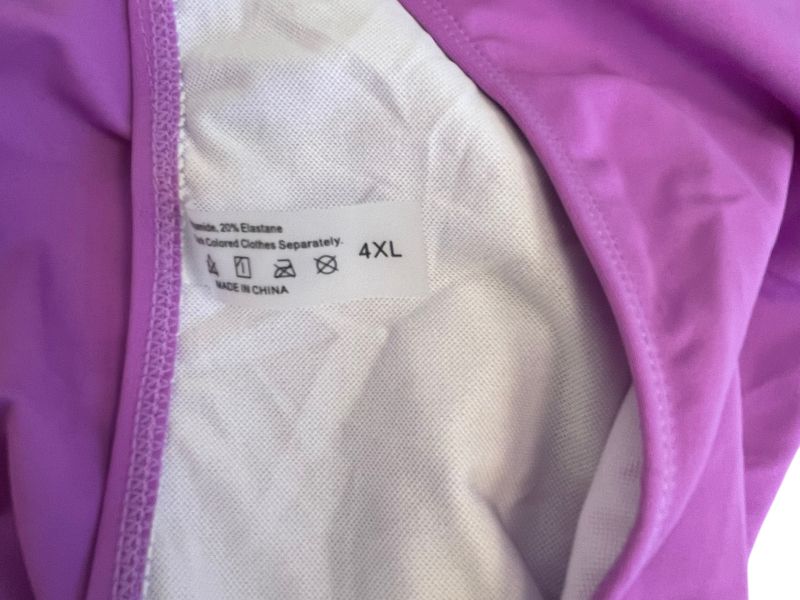 20% Elastane
Colored Clothes Separately.
4XL
MADE IN CHINA